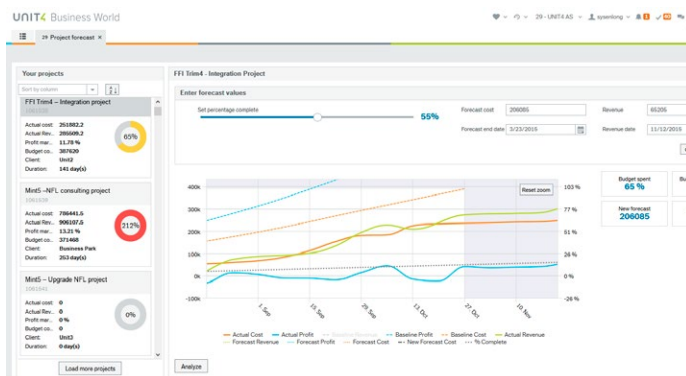 UNIT4 Business World
29 - UNIT4 AS
29 Project forecast ×
Your projects
Sort by column
FFI Trim4 – Integration project
Actual cost: 251882.2
Actual Rev... 285509.2
Profit mar... 11.78 %
Budget co... 387620
Client: Unit2
Duration: 141 day(s)
65%
Mint5 –NFL consulting project
Actual cost: 786441.5
Actual Rev... 906107.5
Profit mar... 13.21 %
Budget co... 371468
Client: Business Park
Duration: 253 day(s)
212%
Mint5 – Upgrade NFL project
Actual cost: 0
Actual Rev... 0
Profit mar... 0 %
Budget co... 0
Client: Unit3
Duration: 0 day(s)
0%
Load more projects
FFI Trim4 - Integration Project
Enter forecast values
Set percentage complete
55%
Forecast cost 206085
Revenue 65205
Forecast end date 3/23/2015
Revenue date 11/12/2015
Reset zoom
400k
300k
200k
100k
0k
-100k
103 %
77 %
51 %
26 %
0 %
-26 %
1. Sep
15. Sep
29. Sep
13. Oct
27. Oct
10. Nov
Actual Cost Actual Profit Baseline Revenue Baseline Profit Baseline Cost Actual Revenue
Forecast Revenue Forecast Profit Forecast Cost New Forecast Cost % Complete
Budget spent
65 %
New forecast
206085
Analyze